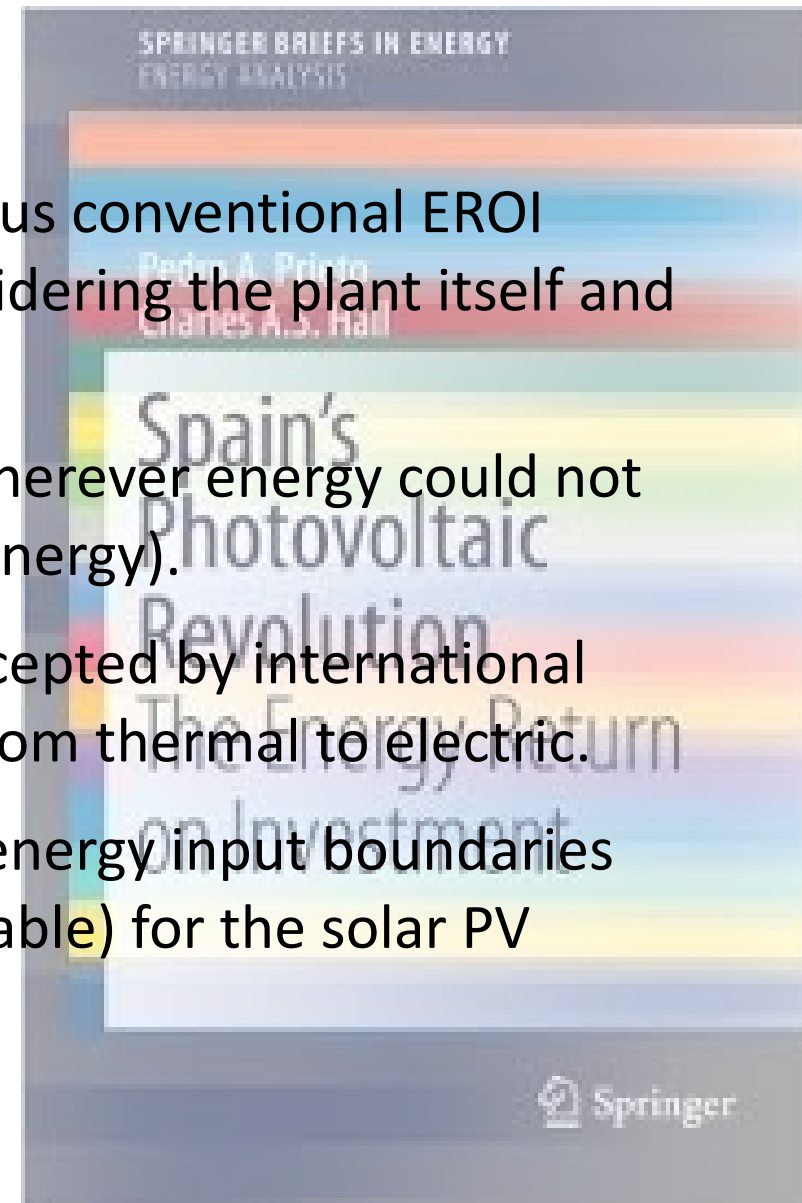 SPRINGER BRIEFS IN ENERGY
ENERGY ANALYSIS
us conventional EROI
Pedro A. Prieto
idering the plant itself and
Charles A.S. Hall
Spain's
herever energy could not
Photovoltaic
nergy).
Revolution
cepted by international
The Energy Return
om thermal to electric.
on Investment
energy input boundaries
able) for the solar PV
Springer